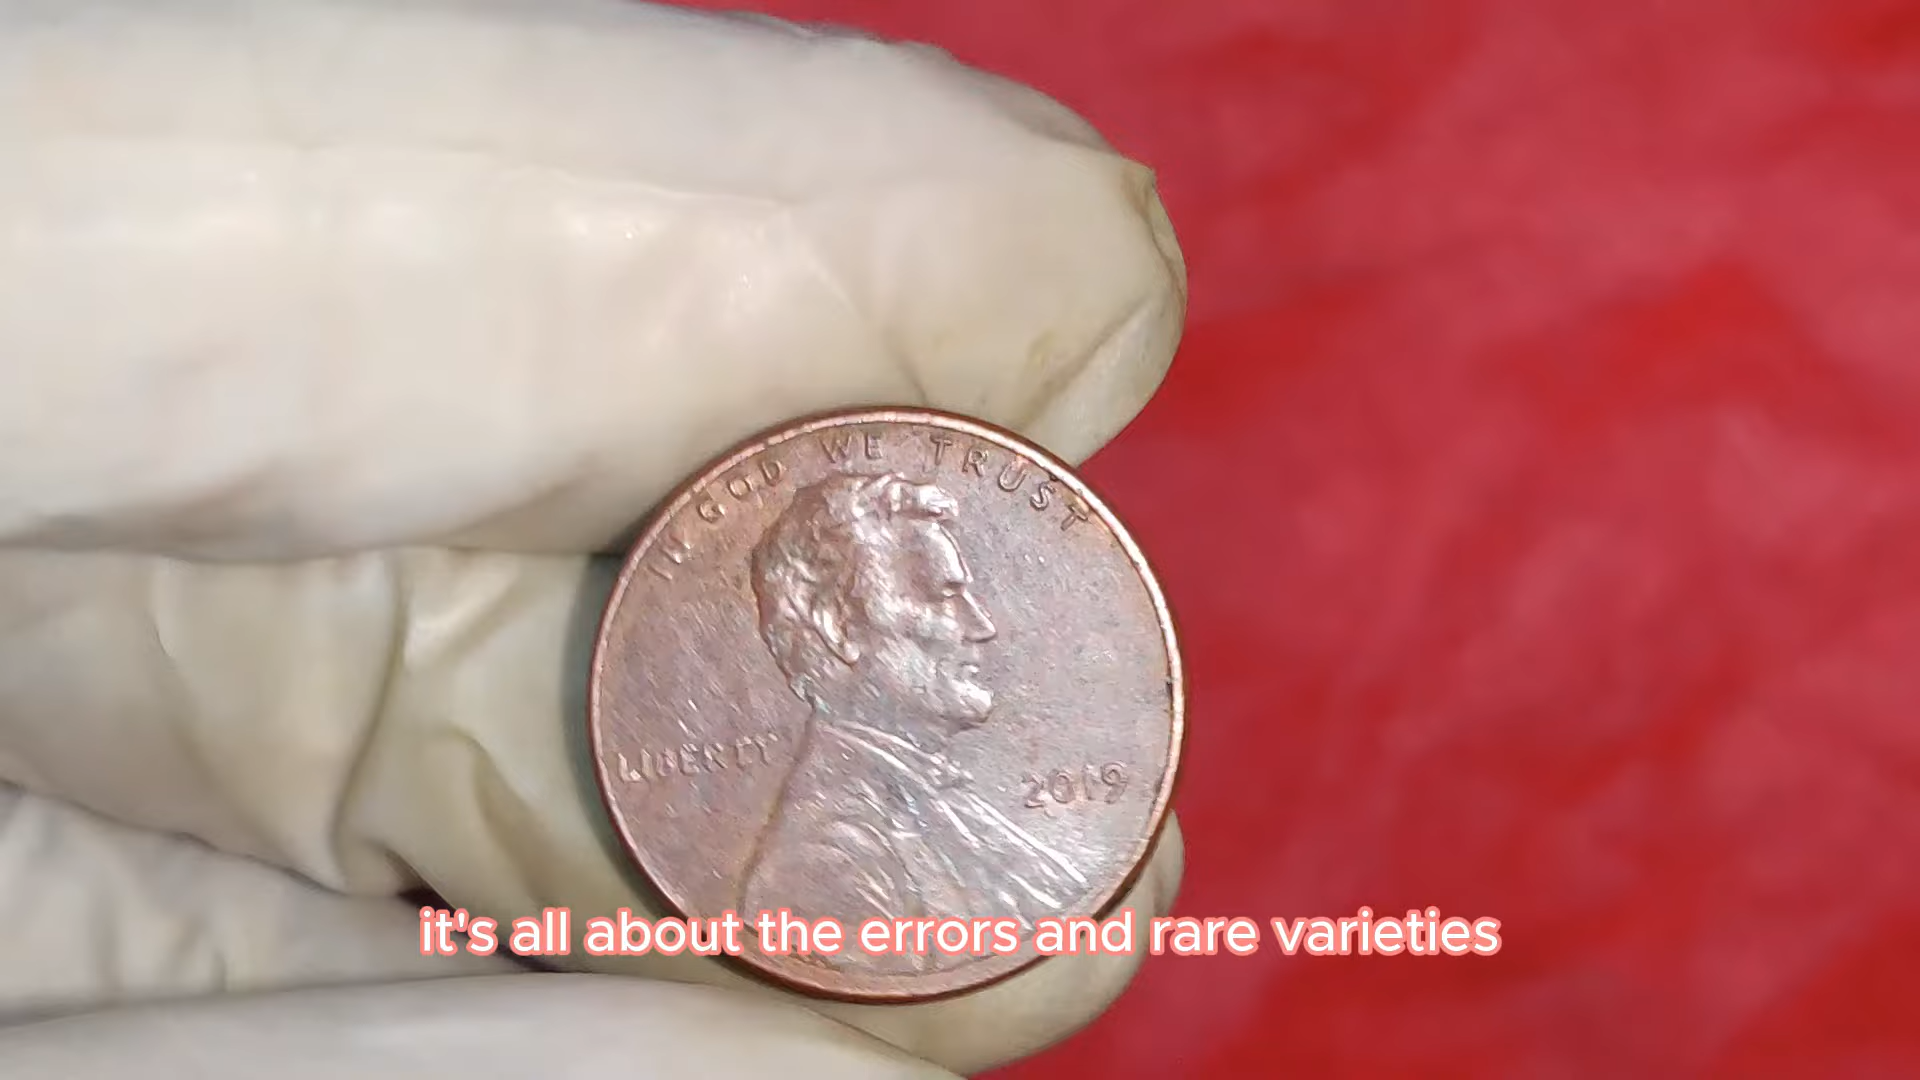 IN GOD WE TRUST
LIBERTY
2019
it's all about the errors and rare varieties